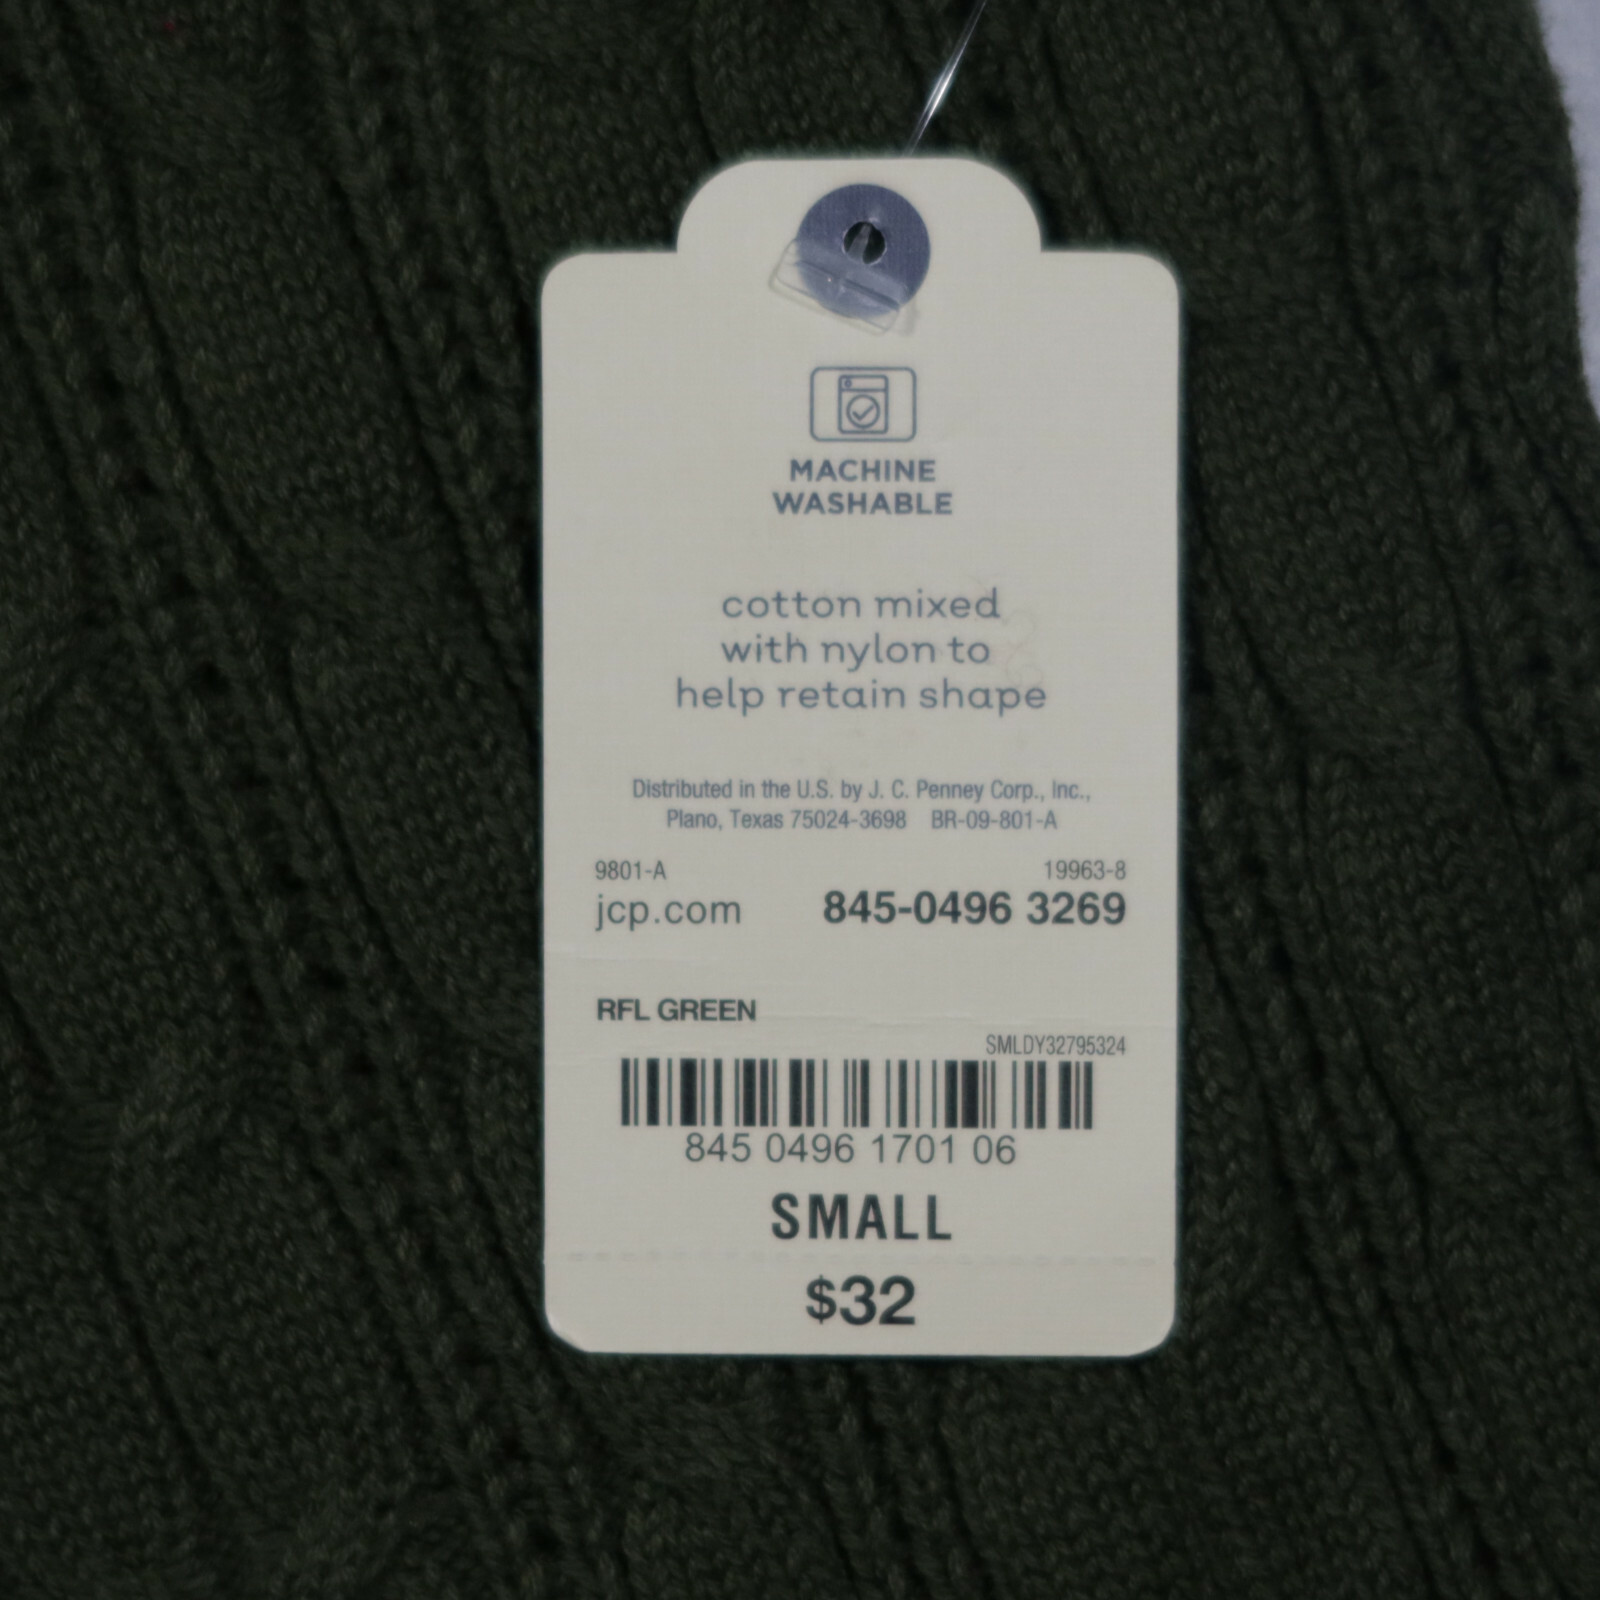 MACHINE
WASHABLE
cotton mixed
with nylon to
help retain shape
Distributed in the U.S. by J. C. Penney Corp., Inc.,
Plano, Texas 75024-3698 BR-09-801-A
9801-A 19963-8
jcp.com 845-0496 3269
RFL GREEN
SMLDY32795324
845 0496 1701 06
SMALL
$32